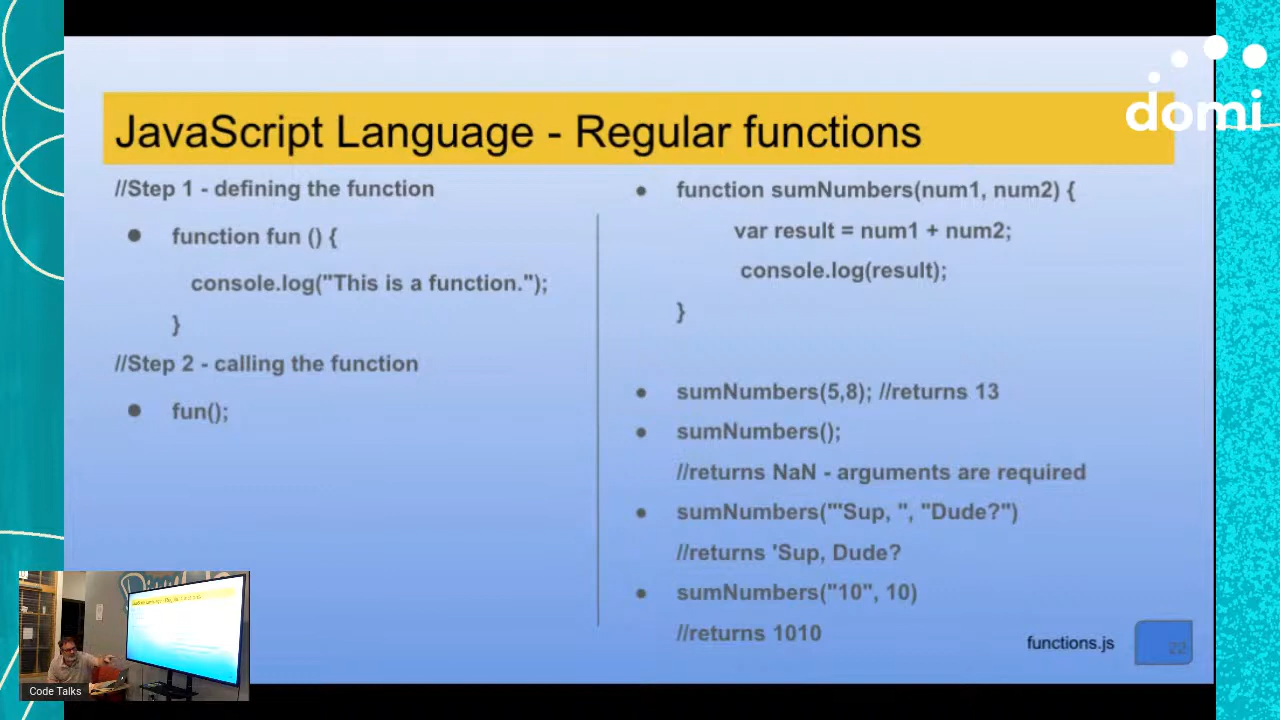 domi
JavaScript Language - Regular functions
//Step 1 - defining the function
function fun () {
console.log("This is a function.");
}
//Step 2 - calling the function
fun();
function sumNumbers(num1, num2) {
var result = num1 + num2;
console.log(result);
}
sumNumbers(5,8); //returns 13
sumNumbers();
//returns NaN - arguments are required
sumNumbers("'Sup, ", "Dude?")
//returns 'Sup, Dude?
sumNumbers("10", 10)
//returns 1010
functions.js
22
Code Talks